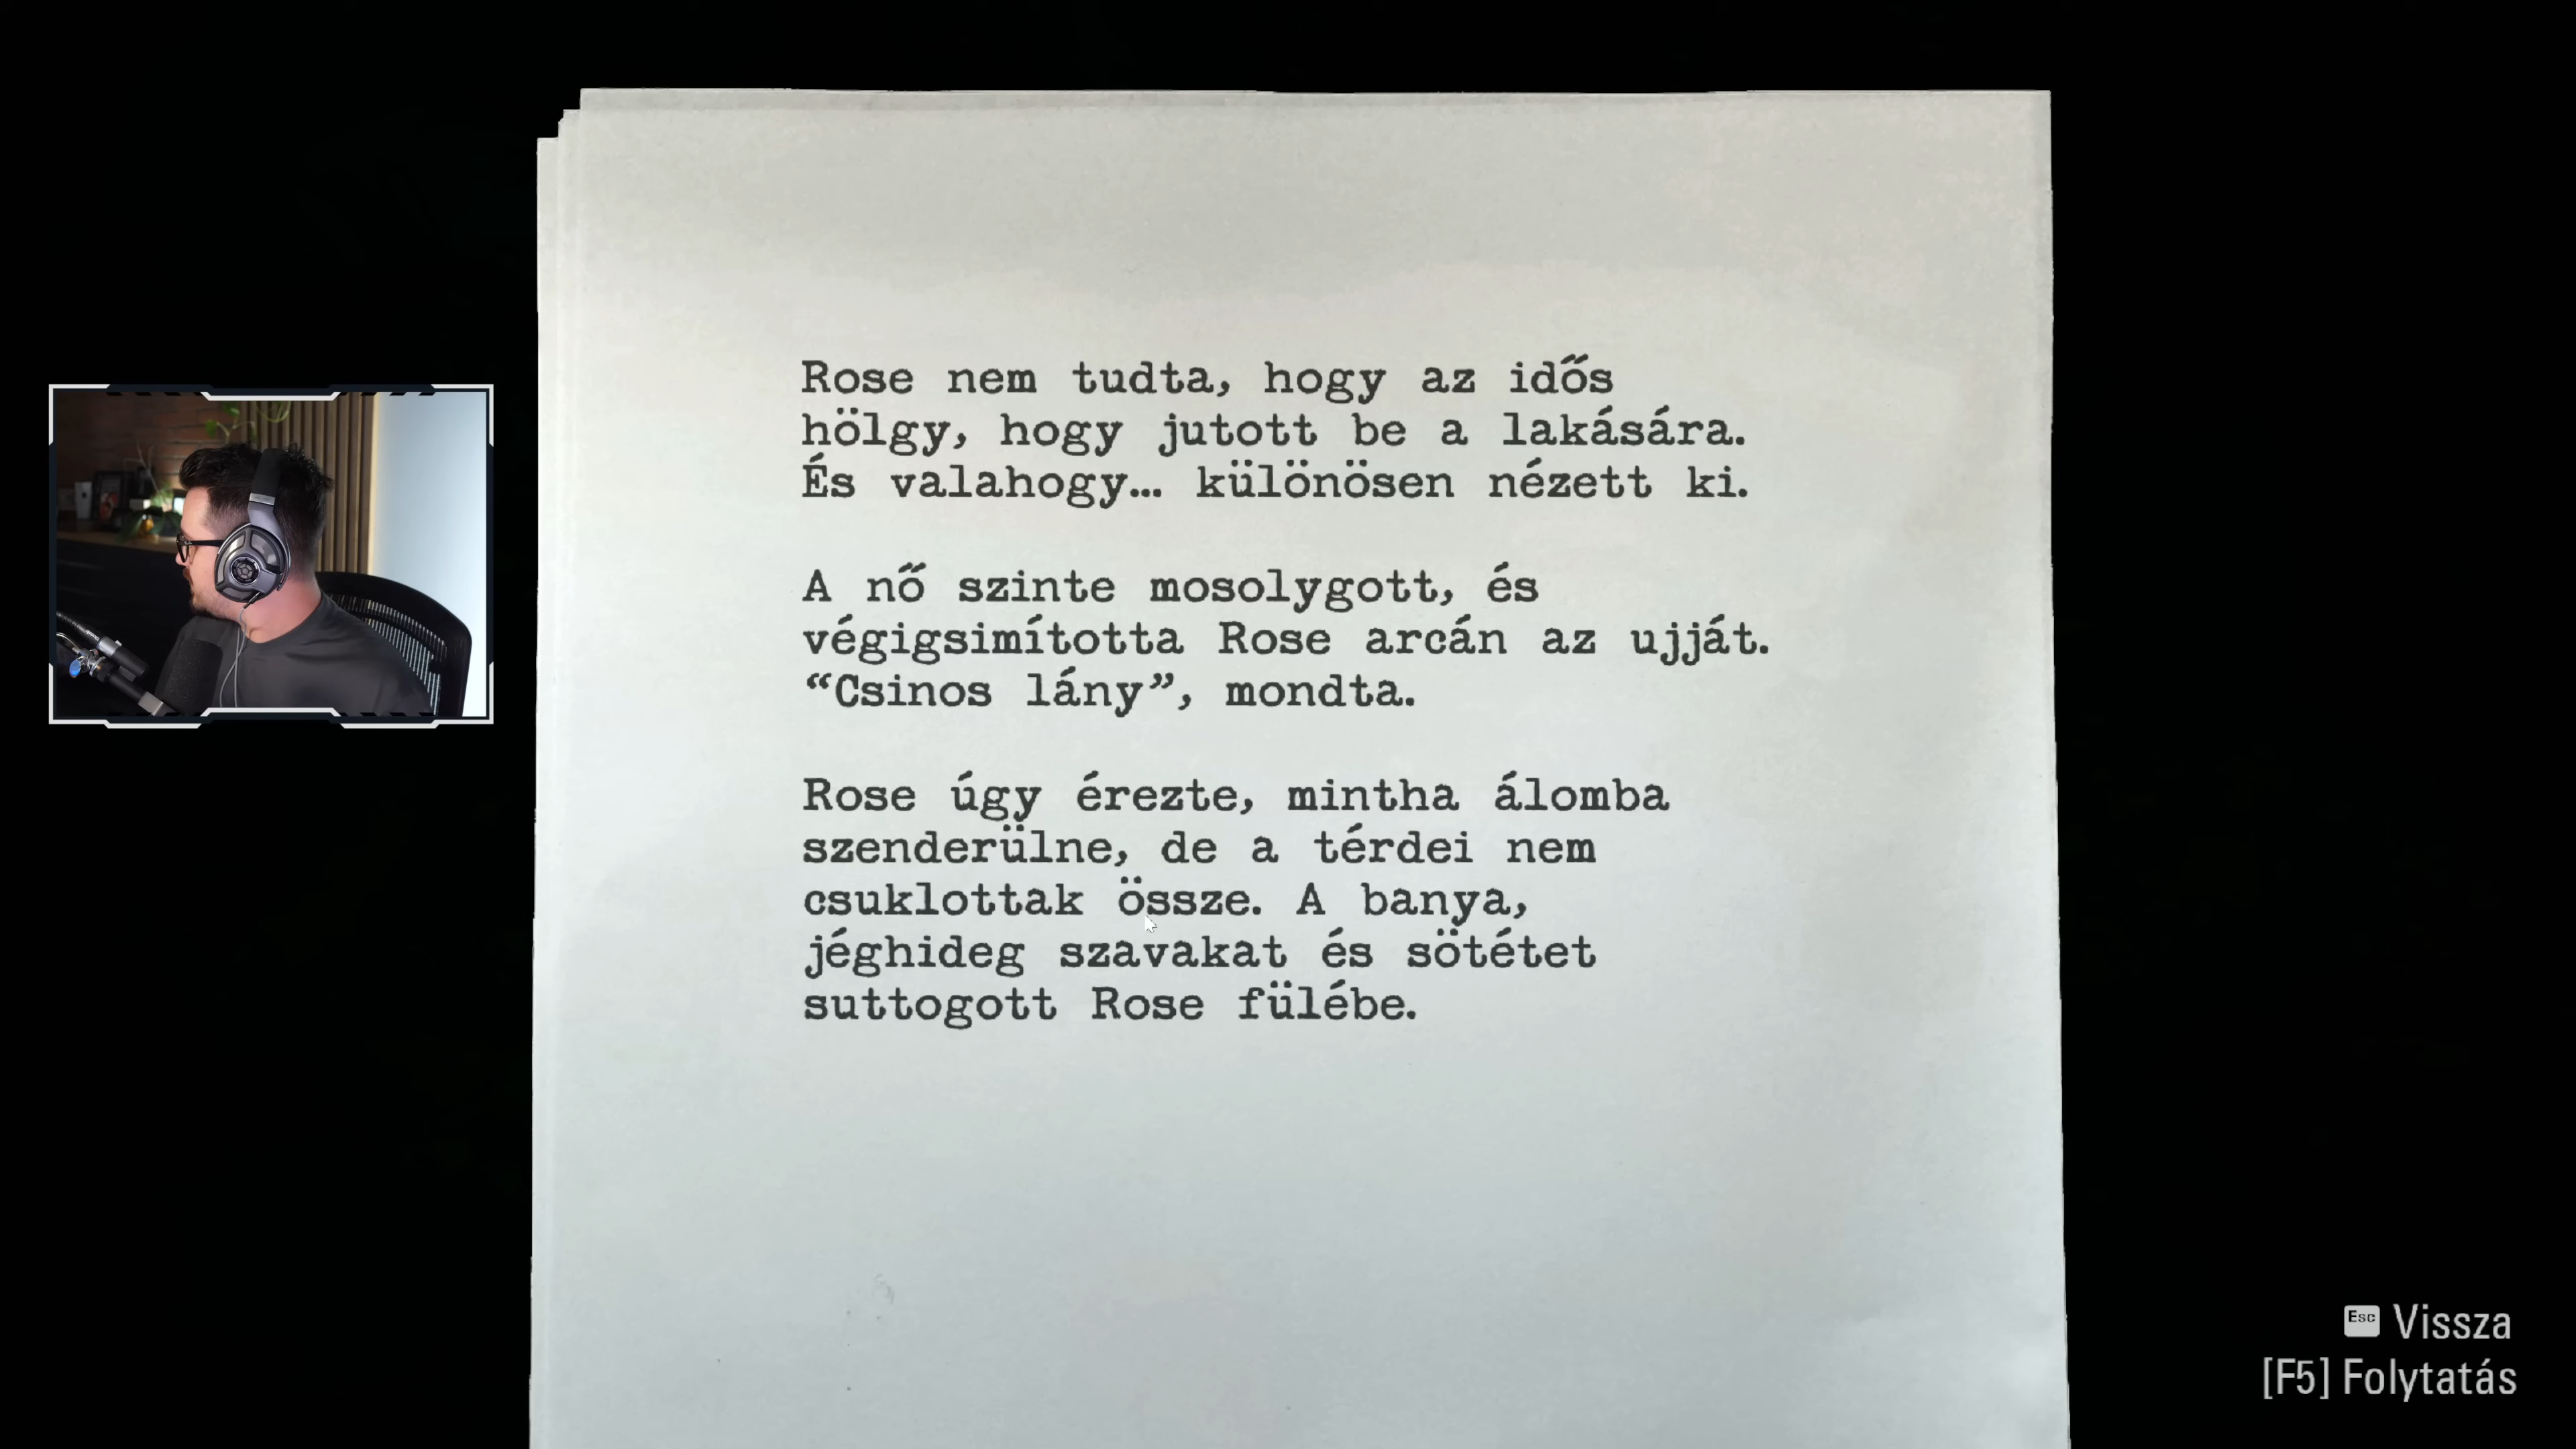 Rose nem tudta, hogy az idős
hölgy, hogy jutott be a lakására.
És valahogy… különösen nézett ki.
A nő szinte mosolygott, és
végigsimította Rose arcán az ujját.
“Csinos lány”, mondta.
Rose úgy érezte, mintha álomba
szenderülne, de a térdei nem
csuklottak össze. A banya,
jéghideg szavakat és sötétet
suttogott Rose fülébe.
Esc Vissza
[F5] Folytatás